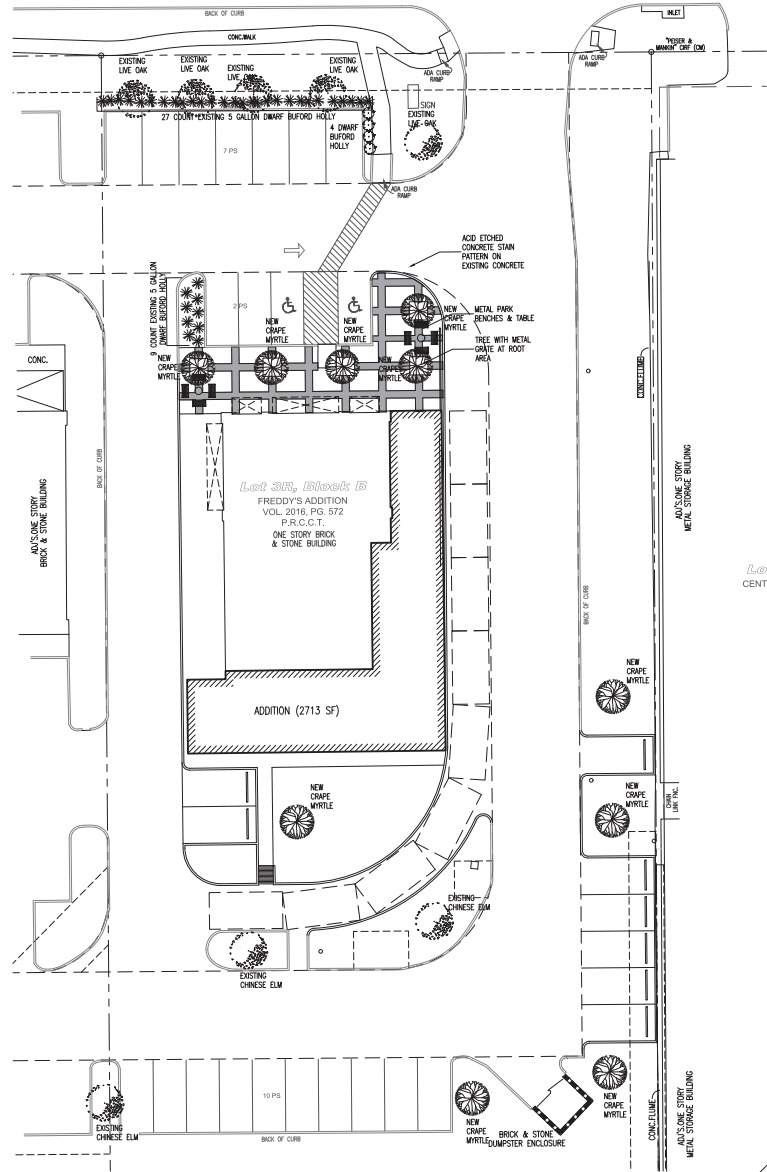 BACK OF CURB
INLET
CONC.WALK
"PEISER &
MANKIN" CIRF (CM)
ADA CURB
RAMP
ADA CURB
RAMP
EXISTING
LIVE OAK
EXISTING
LIVE OAK
EXISTING
LIVE OAK
EXISTING
LIVE OAK
SIGN
EXISTING
LIVE OAK
27 COUNT EXISTING 5 GALLON DWARF BUFORD HOLLY
4 DWARF
BUFORD
HOLLY
7 PS
ADA CURB
RAMP
ACID ETCHED
CONCRETE STAIN
PATTERN ON
EXISTING CONCRETE
9 COUNT EXISTING 5 GALLON
DWARF BUFORD HOLLY
2 PS
NEW
CRAPE
MYRTLE
NEW
CRAPE
MYRTLE
NEW
CRAPE
MYRTLE
METAL PARK
BENCHES & TABLE
TREE WITH METAL
GRATE AT ROOT
AREA
NEW
CRAPE
MYRTLE
NEW
CRAPE
MYRTLE
CONC.
CONC.FLUME
BACK OF CURB
ADJ'S.ONE STORY
BRICK & STONE BUILDING
Lot 3R, Block B
FREDDY'S ADDITION
VOL. 2016, PG. 572
P.R.C.C.T.
ONE STORY BRICK
& STONE BUILDING
ADJ'S.ONE STORY
METAL STORAGE BUILDING
Lo
CENT
BACK OF CURB
NEW
CRAPE
MYRTLE
ADDITION (2713 SF)
NEW
CRAPE
MYRTLE
NEW
CRAPE
MYRTLE
CHAIN
LINK FNC.
EXISTING
CHINESE ELM
EXISTING
CHINESE ELM
10 PS
EXISTING
CHINESE ELM
BACK OF CURB
NEW
CRAPE
MYRTLE
BRICK & STONE
DUMPSTER ENCLOSURE
NEW
CRAPE
MYRTLE
CONC.FLUME
ADJ'S.ONE STORY
METAL STORAGE BUILDING